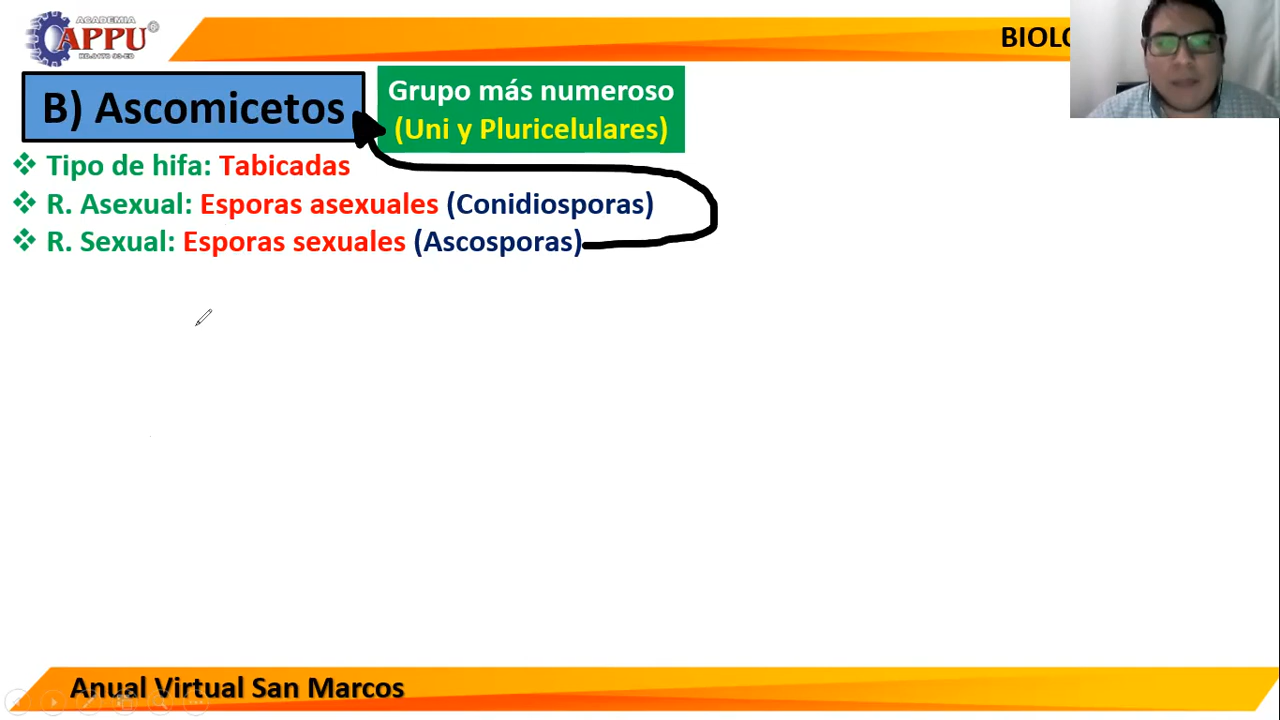 ACADEMIA
APPU
BIOLO
B) Ascomicetos
Grupo más numeroso
(Uni y Pluricelulares)
❖ Tipo de hifa: Tabicadas
❖ R. Asexual: Esporas asexuales (Conidiosporas)
❖ R. Sexual: Esporas sexuales (Ascosporas)
Anual Virtual San Marcos